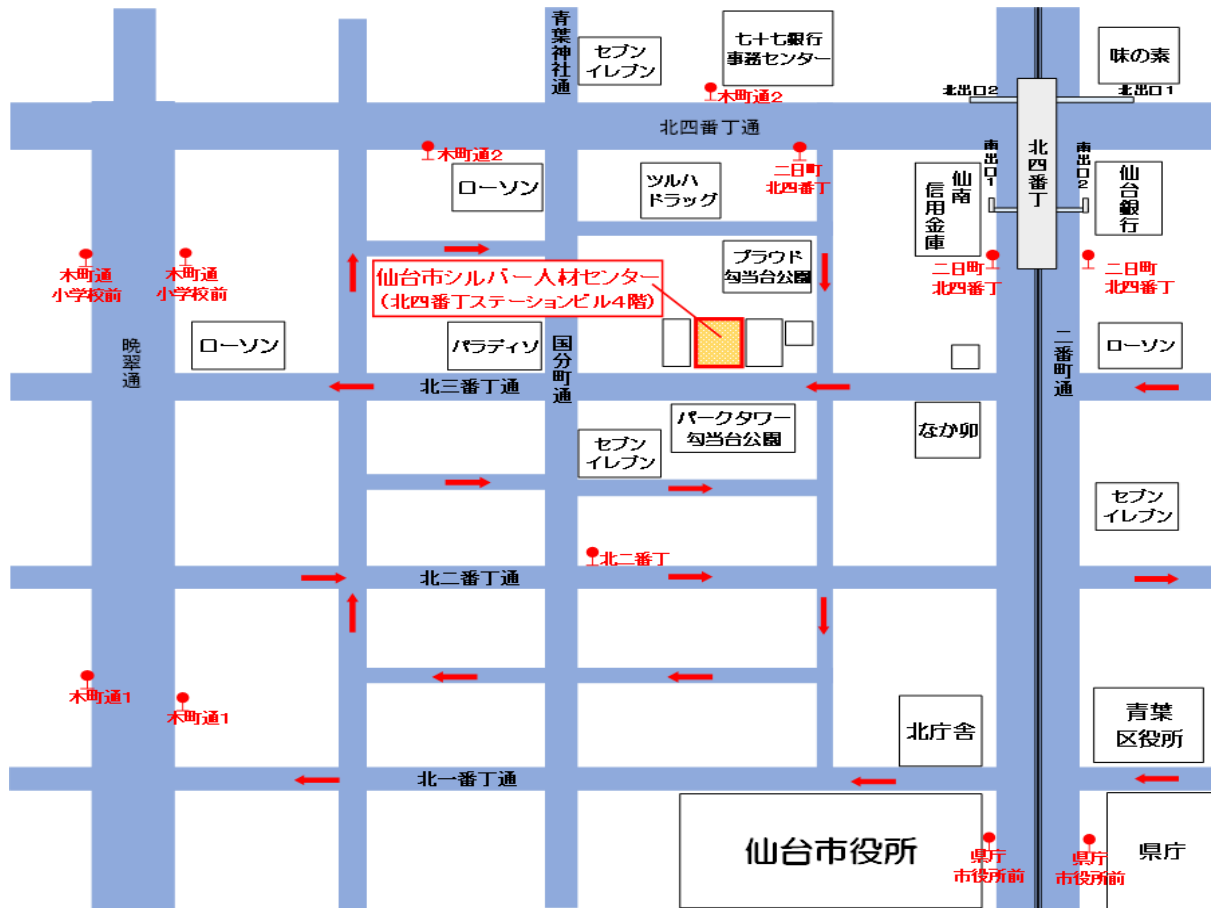 青葉神社通
セブン
イレブン
七十七銀行
事務センター
味の素
木町通2
北出口2
北出口1
北四番丁通
木町通2
二日町
北四番丁
南出口1
北四番丁
南出口2
ローソン
ツルハ
ドラッグ
仙南
信用金庫
仙台銀行
木町通
小学校前
木町通
小学校前
仙台市シルバー人材センター
(北四番丁ステーションビル4階)
プラウド
勾当台公園
二日町
北四番丁
二日町
北四番丁
晩翠通
ローソン
パラディソ
国分町通
二番町通
ローソン
北三番丁通
セブン
イレブン
パークタワー
勾当台公園
なか卯
セブン
イレブン
北二番丁
北二番丁通
木町通1
木町通1
北庁舎
青葉
区役所
北一番丁通
仙台市役所
県庁
市役所前
県庁
市役所前
県庁